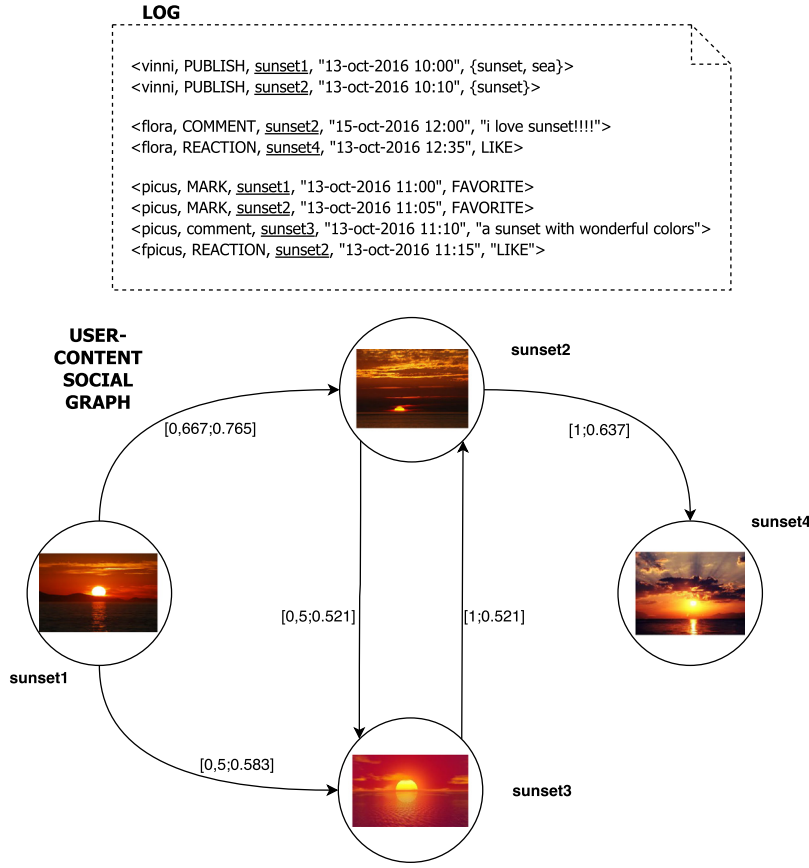 LOG
<vinni, PUBLISH, sunset1, "13-oct-2016 10:00", {sunset, sea}>
<vinni, PUBLISH, sunset2, "13-oct-2016 10:10", {sunset}>
<flora, COMMENT, sunset2, "15-oct-2016 12:00", "i love sunset!!!!">
<flora, REACTION, sunset4, "13-oct-2016 12:35", LIKE>
<picus, MARK, sunset1, "13-oct-2016 11:00", FAVORITE>
<picus, MARK, sunset2, "13-oct-2016 11:05", FAVORITE>
<picus, comment, sunset3, "13-oct-2016 11:10", "a sunset with wonderful colors">
<fpicus, REACTION, sunset2, "13-oct-2016 11:15", "LIKE">
USER-
CONTENT
SOCIAL
GRAPH
sunset2
[0,667;0.765]
[1;0.637]
sunset4
[0,5;0.521]
[1;0.521]
sunset1
[0,5;0.583]
sunset3